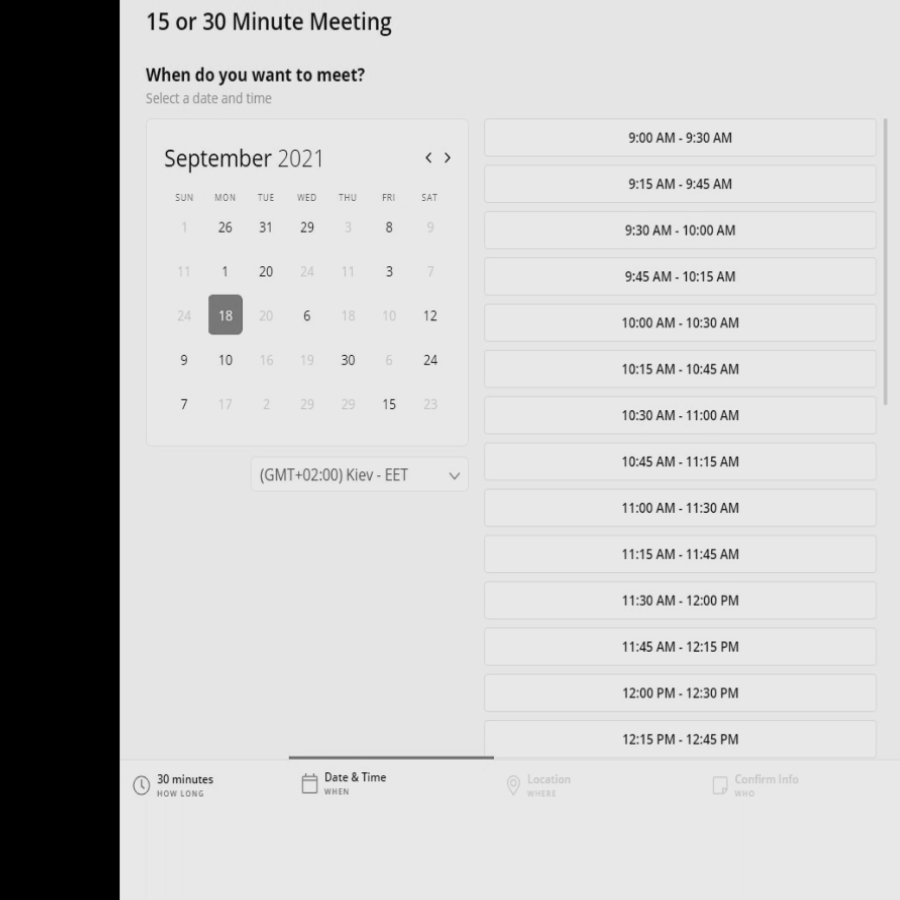 15 or 30 Minute Meeting
When do you want to meet?
Select a date and time
September 2021
SUN MON TUE WED THU FRI SAT
1 26 31 29 3 8 9
11 1 20 24 11 3 7
24 18 20 6 18 10 12
9 10 16 19 30 6 24
7 17 2 29 29 15 23
(GMT+02:00) Kiev - EET
9:00 AM - 9:30 AM
9:15 AM - 9:45 AM
9:30 AM - 10:00 AM
9:45 AM - 10:15 AM
10:00 AM - 10:30 AM
10:15 AM - 10:45 AM
10:30 AM - 11:00 AM
10:45 AM - 11:15 AM
11:00 AM - 11:30 AM
11:15 AM - 11:45 AM
11:30 AM - 12:00 PM
11:45 AM - 12:15 PM
12:00 PM - 12:30 PM
12:15 PM - 12:45 PM
30 minutes
HOW LONG
Date & Time
WHEN
Location
WHERE
Confirm Info
WHO